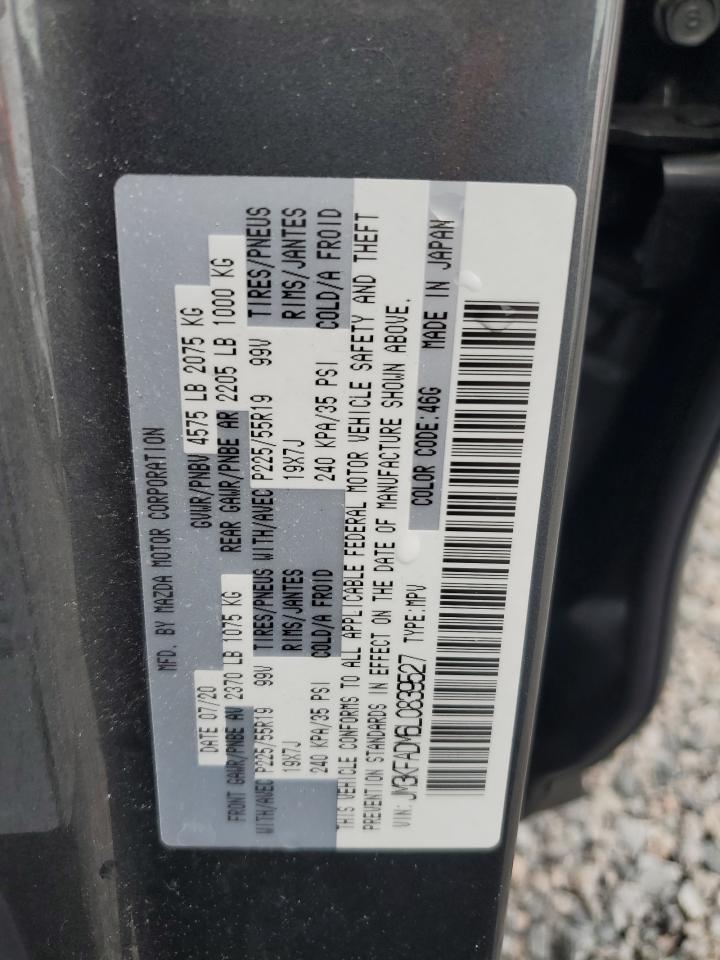 MFD. BY MAZDA MOTOR CORPORATION
DATE 07/20 GVWR/PNBV 4575 LB 2075 KG
FRONT GAWR/PNBE AV 2370 LB 1075 KG REAR GAWR/PNBE AR 2205 LB 1000 KG
WITH/AVEC P225/55R19 99V TIRES/PNEUS WITH/AVEC P225/55R19 99V TIRES/PNEUS
19X7J RIMS/JANTES 19X7J RIMS/JANTES
240 KPA/35 PSI COLD/A FROID 240 KPA/35 PSI COLD/A FROID
THIS VEHICLE CONFORMS TO ALL APPLICABLE FEDERAL MOTOR VEHICLE SAFETY AND THEFT
PREVENTION STANDARDS IN EFFECT ON THE DATE OF MANUFACTURE SHOWN ABOVE.
VIN: JM3KFADM6L0839527 TYPE:MPV COLOR CODE:46G MADE IN JAPAN
8